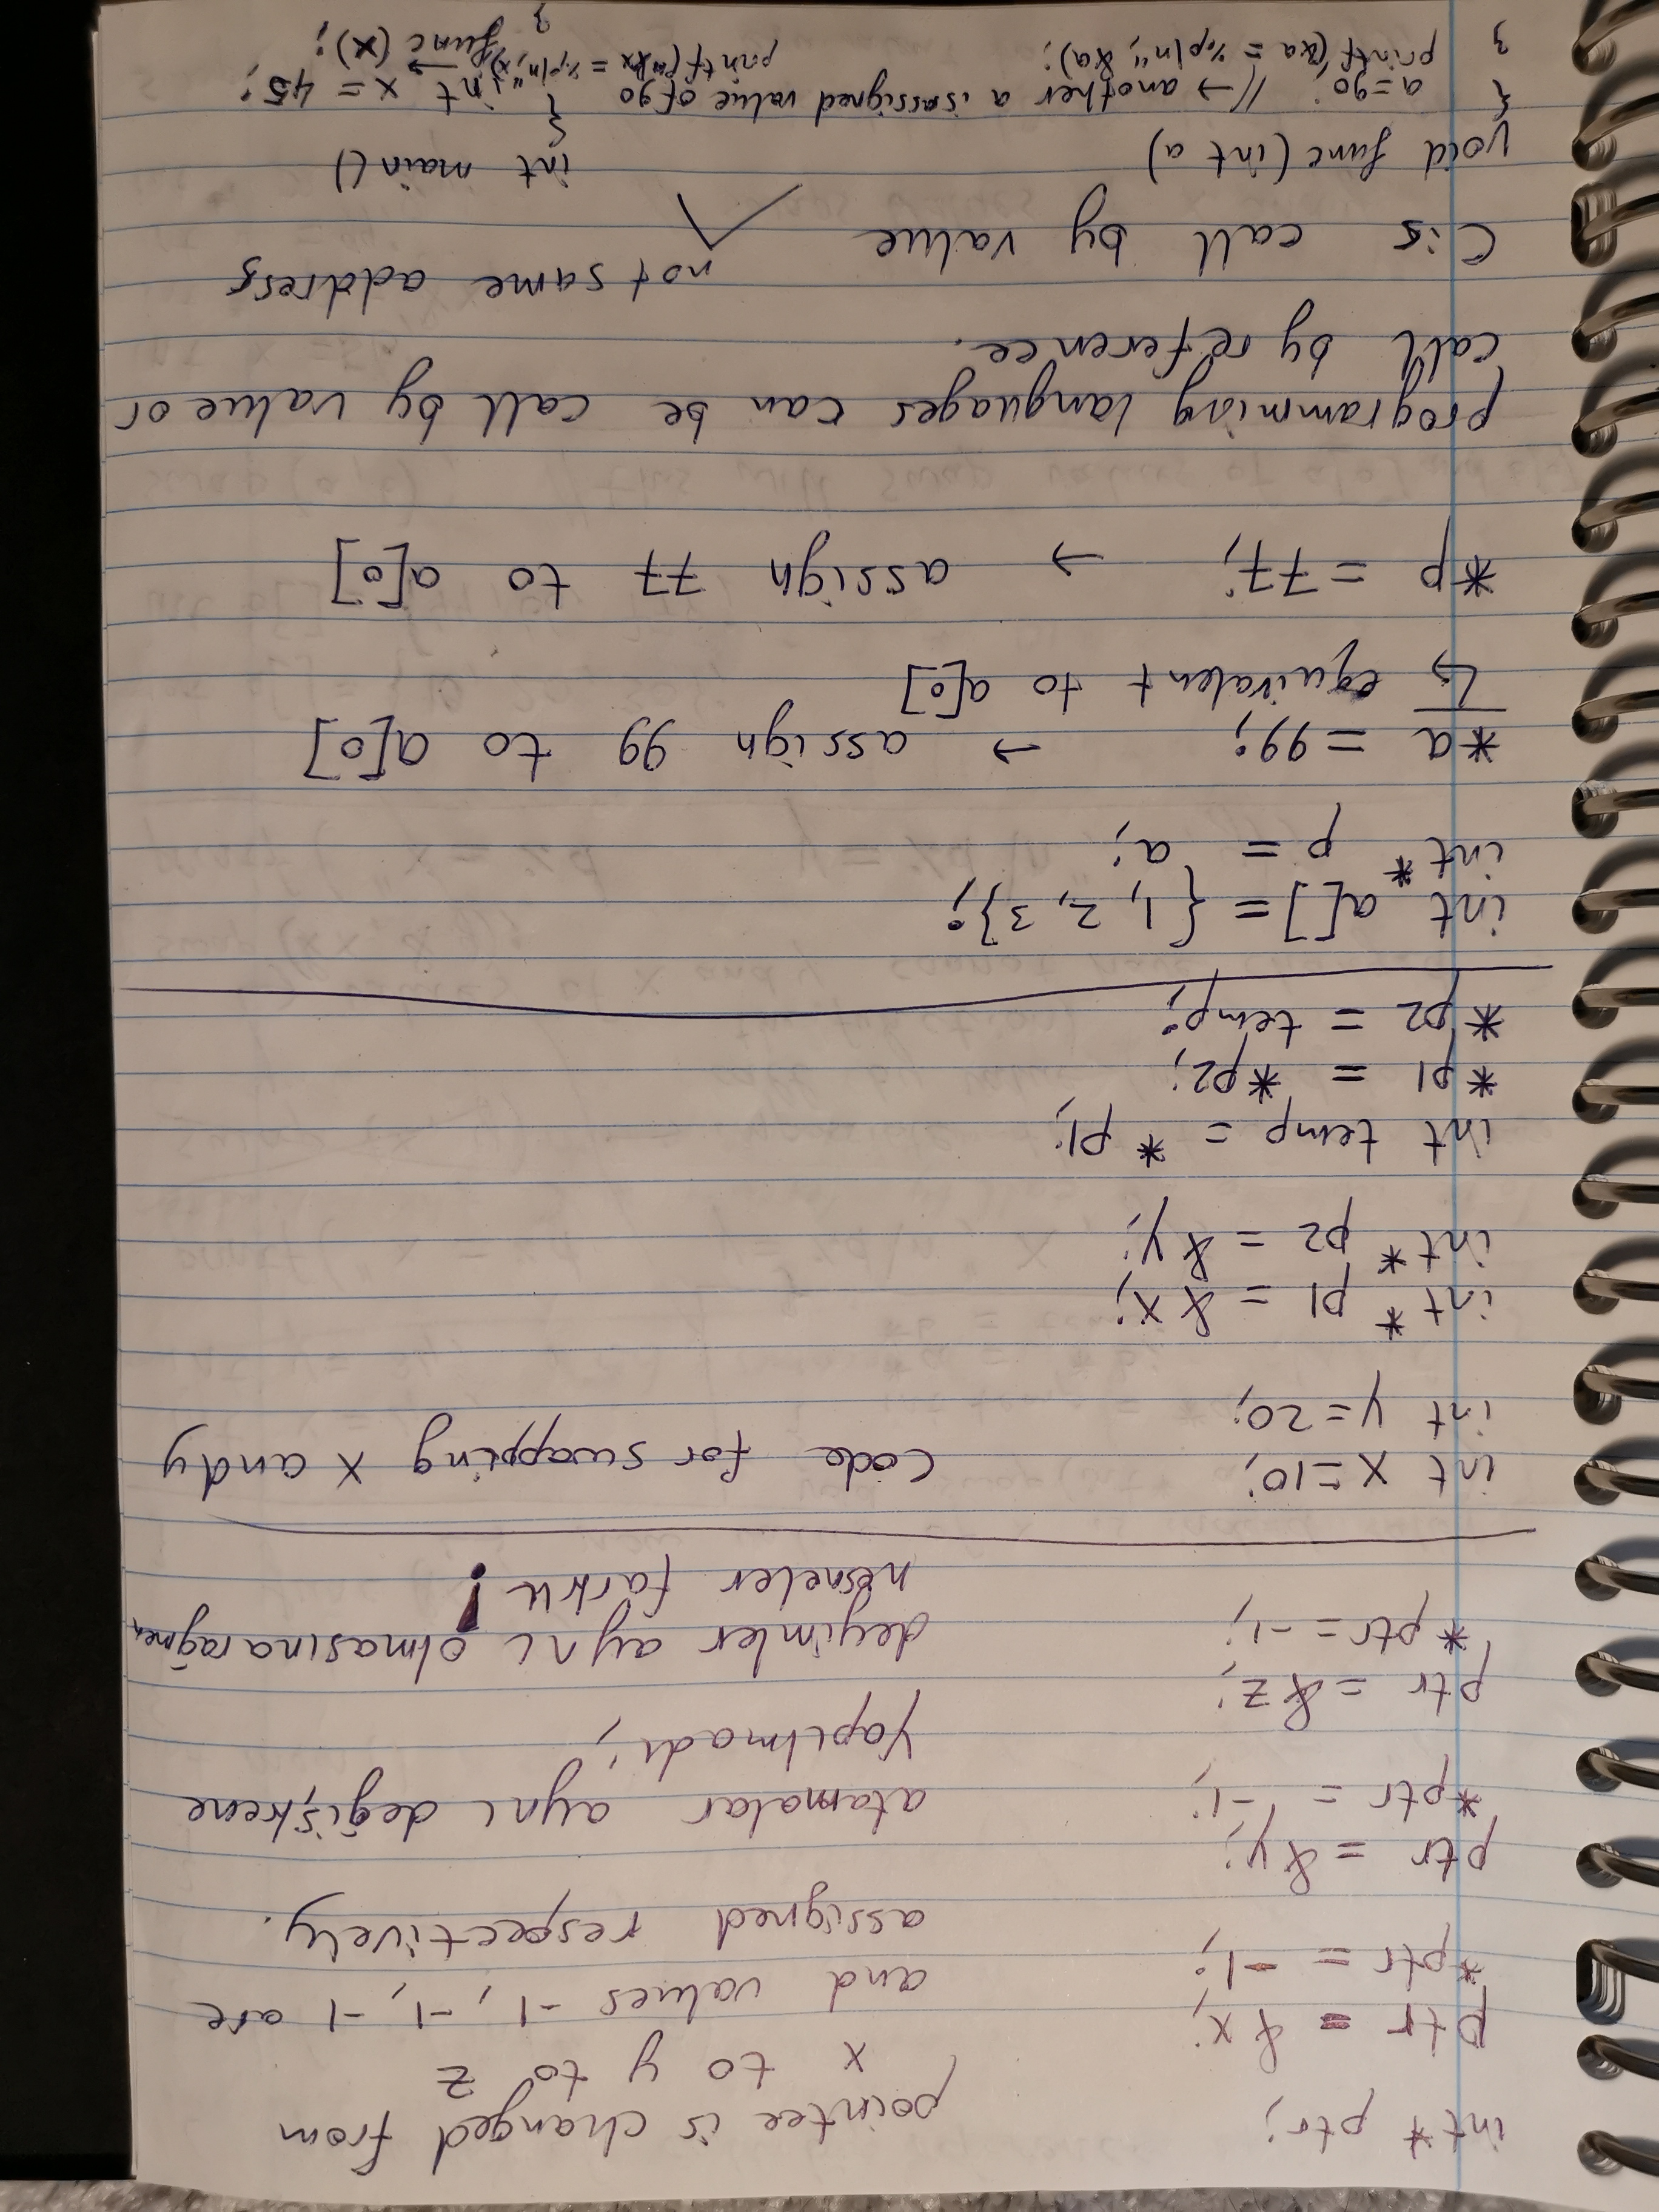 int* ptr;
ptr = &x;
*ptr = -1;
ptr = &y;
*ptr = -1;
ptr = &z;
*ptr = -1;
pointee is changed from
x to y to z
and values -1, -1, -1 are
assigned respectively.
atamalar aynı değişkene
yapılmadı;
deyimler aynı olmasına rağmen
nesneler farklı!
int x=10;
int y=20;
Code for swapping x and y
int* p1 = &x;
int* p2 = &y;
int temp = *p1;
*p1 = *p2;
*p2 = temp;
int a[] = {1, 2, 3};
int* p = a;
*a = 99; → assign 99 to a[0]
↳ equivalent to a[0]
*p = 77; → assign 77 to a[0]
programming languages can be call by value or
call by reference.
C is call by value
not same address
void func(int a)
{
a=90; //→ another a is assigned value of 90
printf(&a = %p\n", &a);
}
int main()
{
int x = 45;
printf("&x = %p\n", x);
func(x);
}